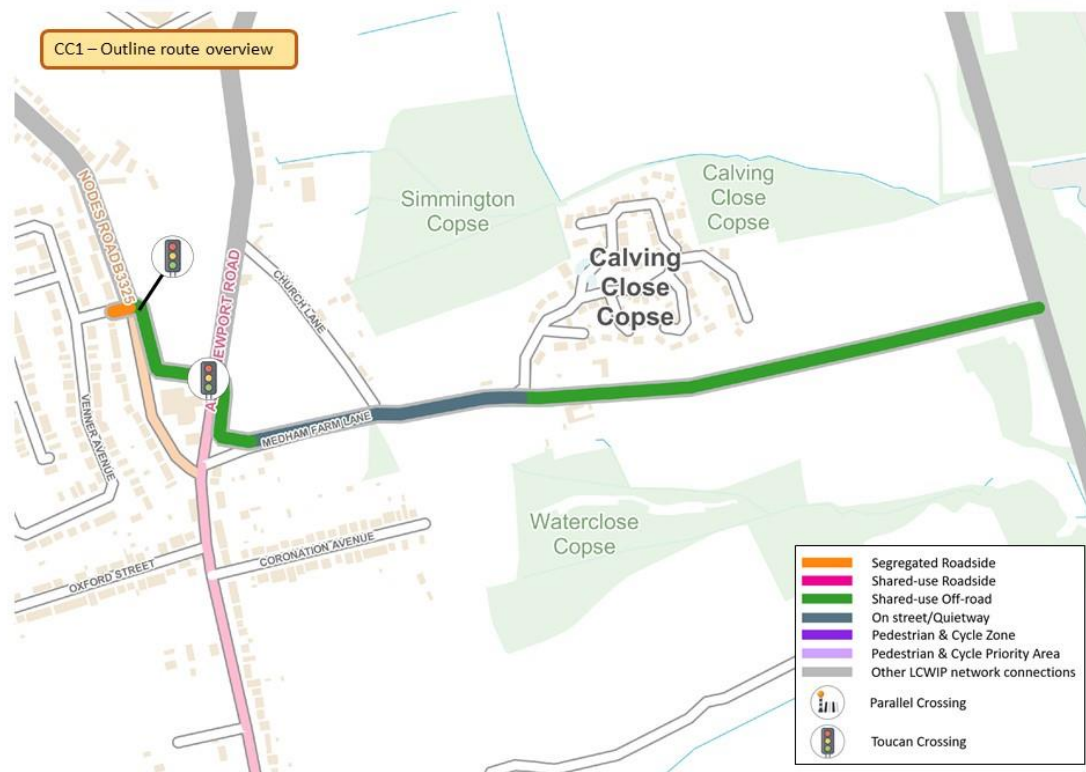 CC1 – Outline route overview
NODES ROAD
B3325
NEWPORT ROAD
CHURCH LANE
Simmington
Copse
Calving
Close
Copse
Calving
Close
Copse
VENNER AVENUE
MEDHAM FARM LANE
OXFORD STREET
CORONATION AVENUE
Waterclose
Copse
Segregated Roadside
Shared-use Roadside
Shared-use Off-road
On street/Quietway
Pedestrian & Cycle Zone
Pedestrian & Cycle Priority Area
Other LCWIP network connections
Parallel Crossing
Toucan Crossing